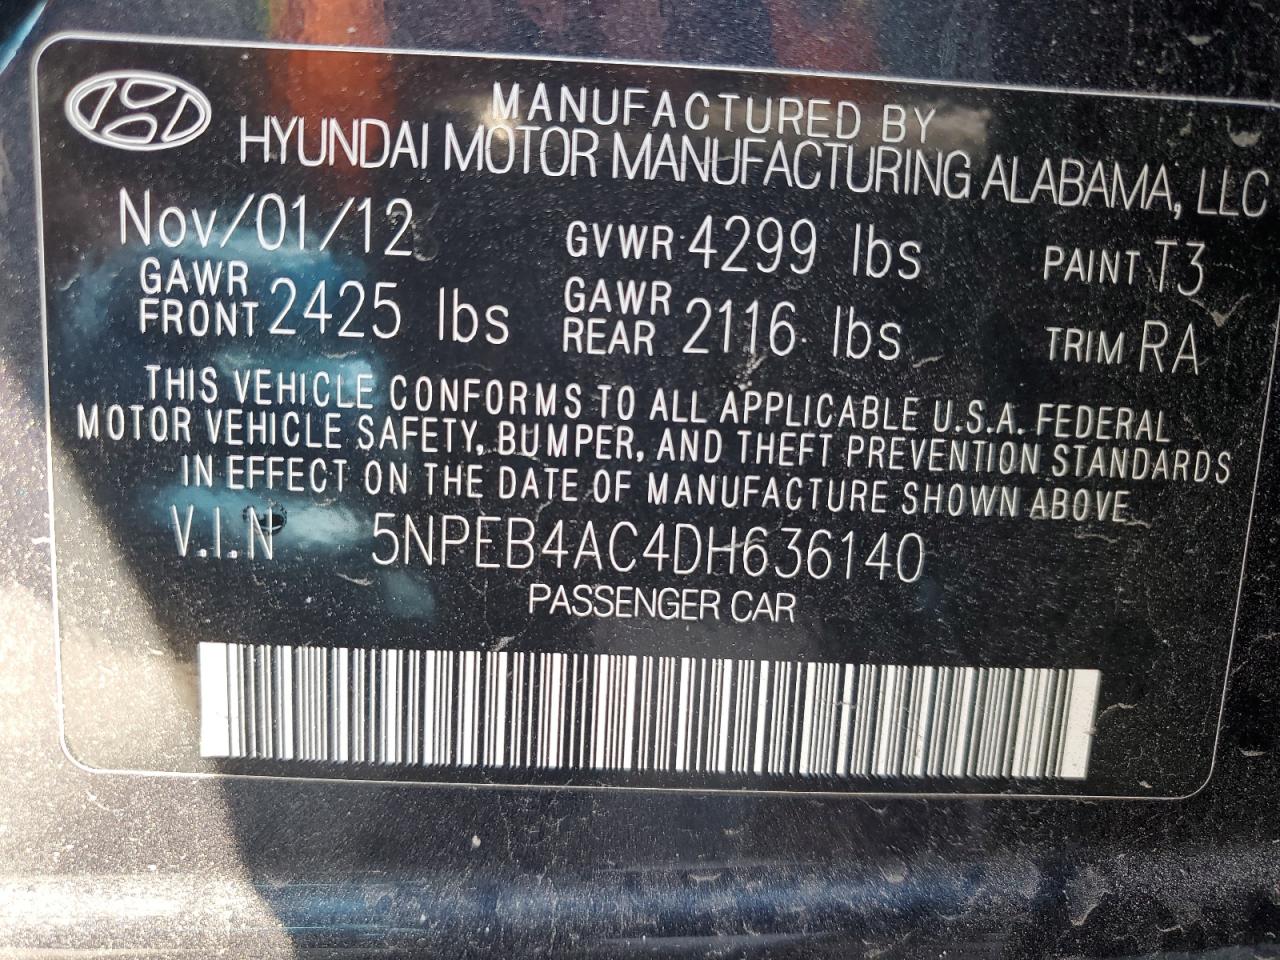 MANUFACTURED BY
HYUNDAI MOTOR MANUFACTURING ALABAMA, LLC
Nov/01/12 GVWR 4299 lbs PAINT T3
GAWR FRONT 2425 lbs GAWR REAR 2116 lbs TRIM RA
THIS VEHICLE CONFORMS TO ALL APPLICABLE U.S.A. FEDERAL
MOTOR VEHICLE SAFETY, BUMPER, AND THEFT PREVENTION STANDARDS
IN EFFECT ON THE DATE OF MANUFACTURE SHOWN ABOVE.
V.I.N 5NPEB4AC4DH636140
PASSENGER CAR